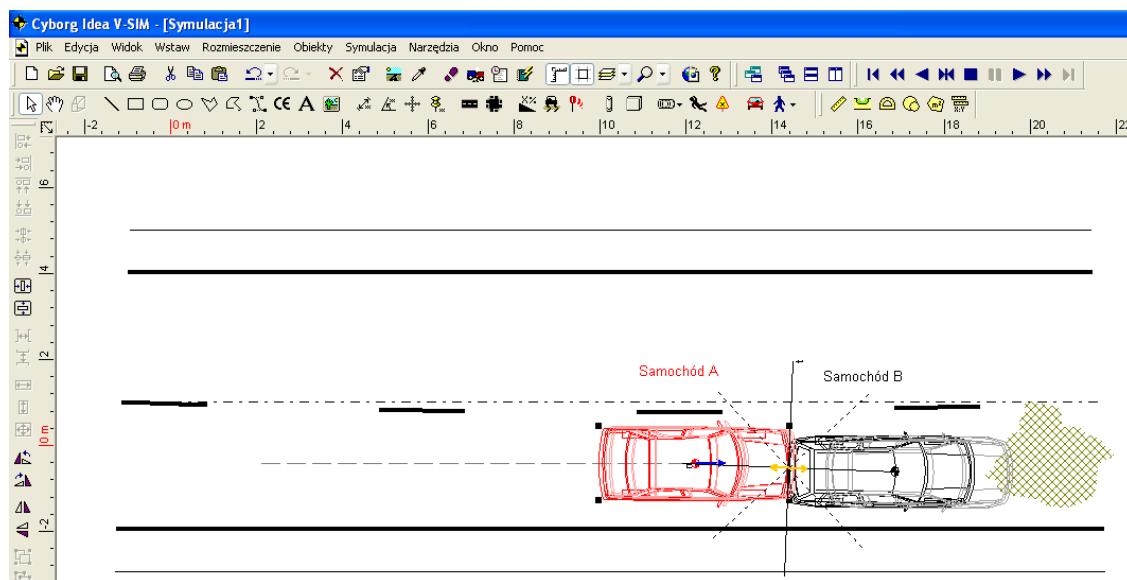 Cyborg Idea V-SIM - [Symulacja1]
Plik Edycja Widok Wstaw Rozmieszczenie Obiekty Symulacja Narzędzia Okno Pomoc
-2 0 m 2 4 6 8 10 12 14 16 18 20 22
6
4
2
0 m
-2
Samochód A
Samochód B